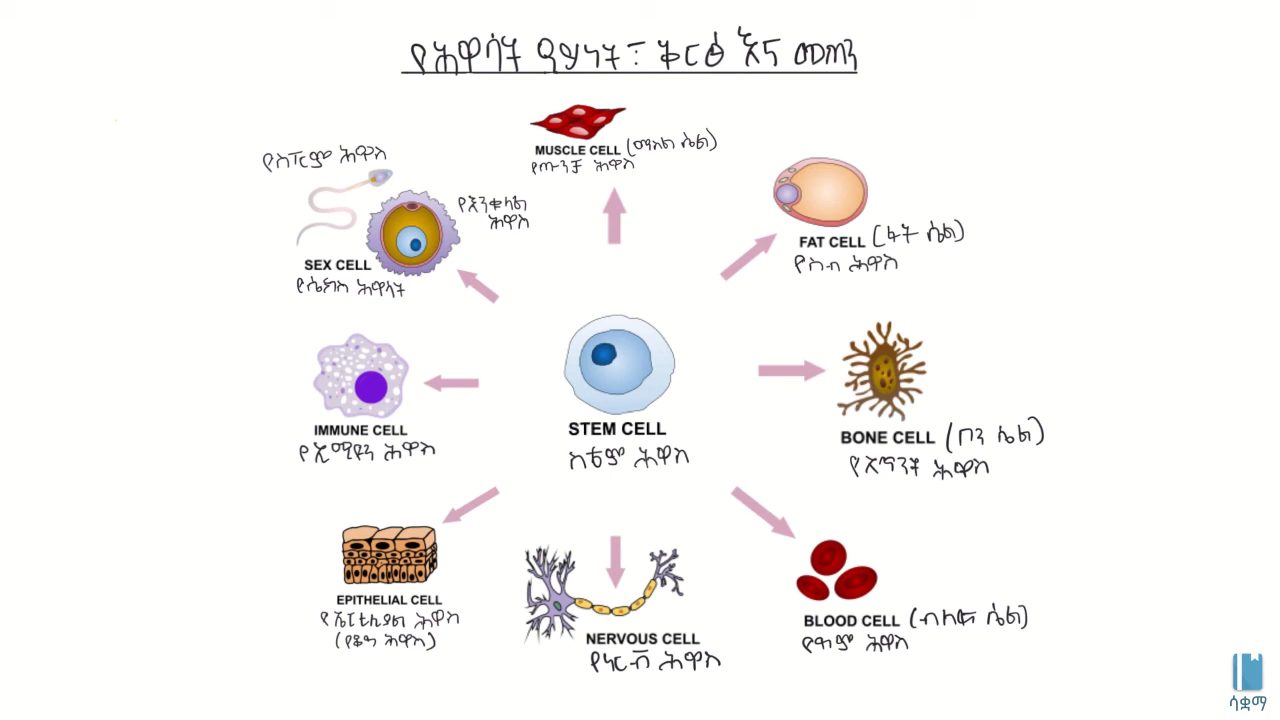 የሕዋሳት ዓይነት፣ ቅርፅ እና መጠን
MUSCLE CELL (ማስል ሴል)
የጡንቻ ሕዋስ
የስፐርም ሕዋስ
የእንቁላል
ሕዋስ
SEX CELL
የሴክስ ሕዋሳት
FAT CELL (ፋት ሴል)
የስብ ሕዋስ
IMMUNE CELL
የኢሚዩን ሕዋስ
STEM CELL
ስቴም ሕዋስ
BONE CELL (በን ሴል)
የአጥንት ሕዋስ
EPITHELIAL CELL
የኤፒቴሊያል ሕዋስ
(የቆዳ ሕዋስ)
NERVOUS CELL
የነርቭ ሕዋስ
BLOOD CELL (ብለድ ሴል)
የደም ሕዋስ
ሳቋማ